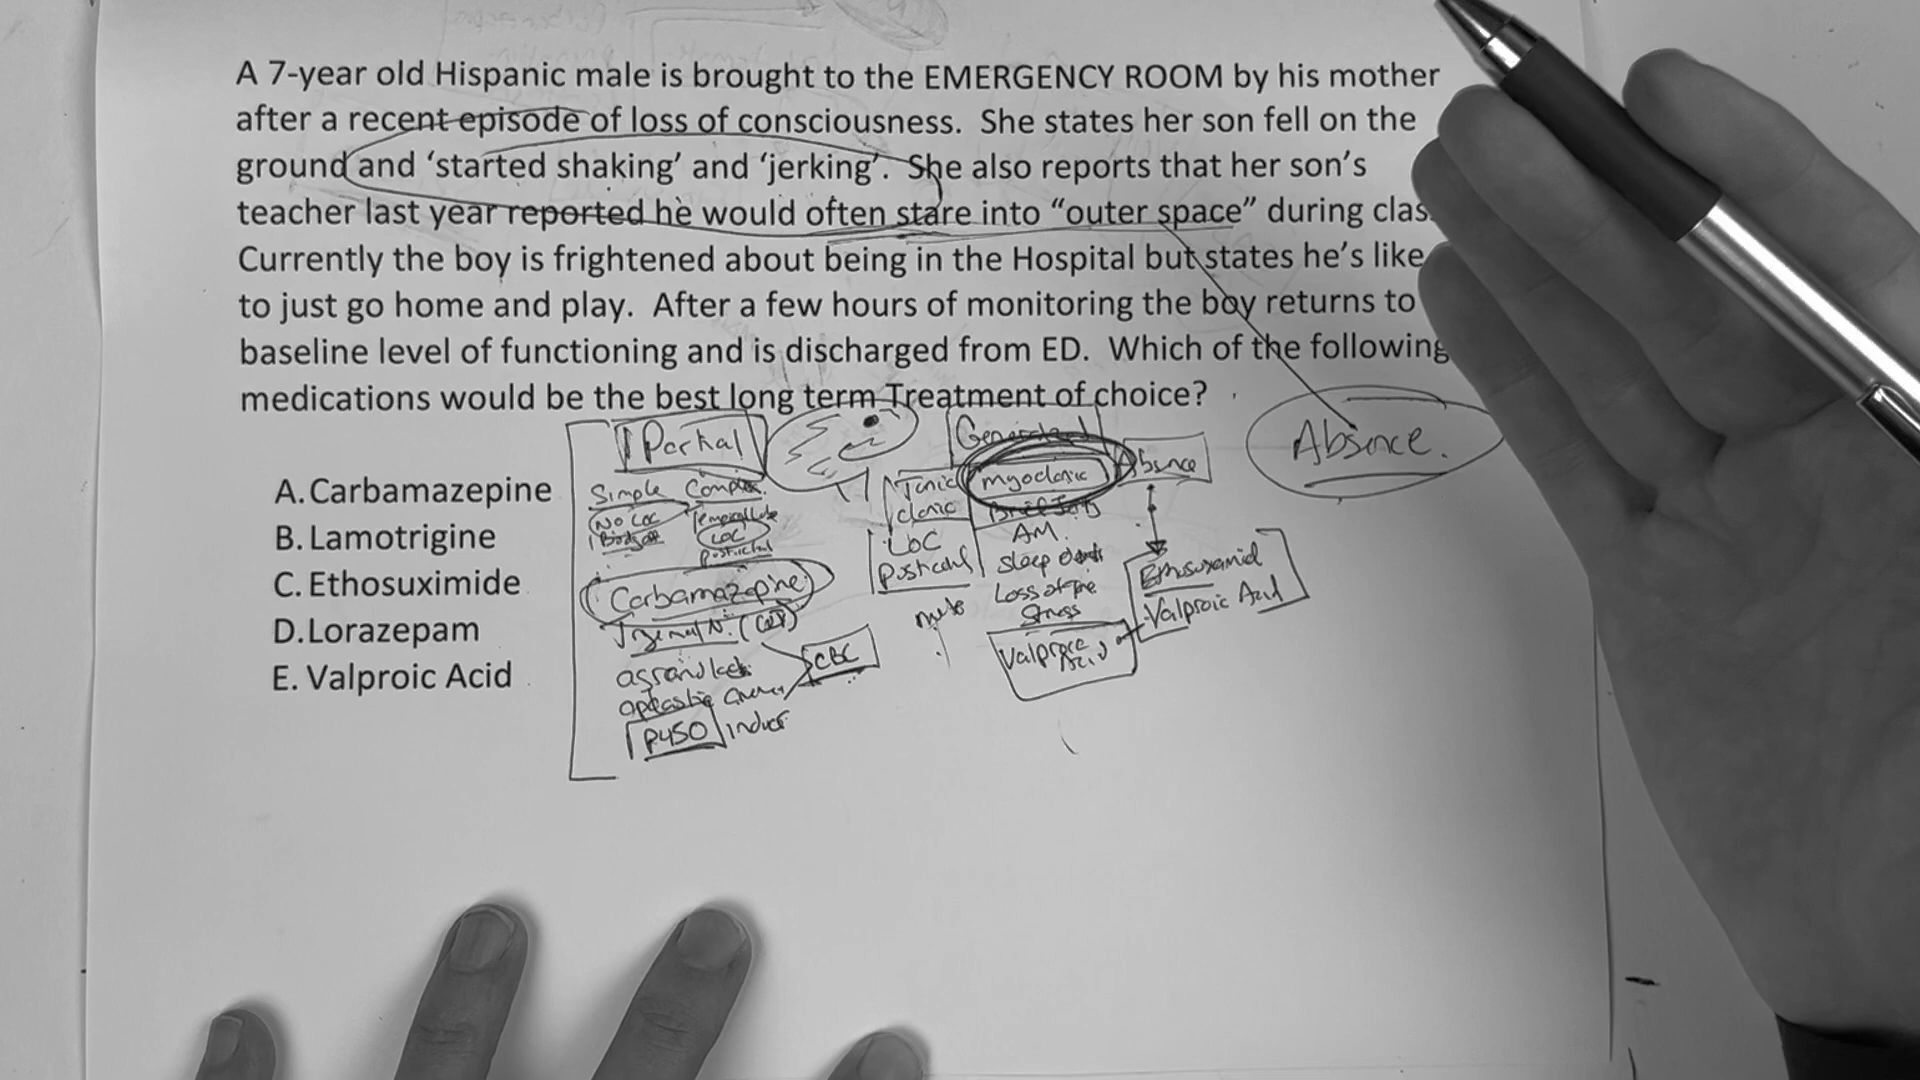 A 7-year old Hispanic male is brought to the EMERGENCY ROOM by his mother
after a recent episode of loss of consciousness. She states her son fell on the
ground and ‘started shaking’ and ‘jerking’. She also reports that her son’s
teacher last year reported he would often stare into “outer space” during clas
Currently the boy is frightened about being in the Hospital but states he’s like
to just go home and play. After a few hours of monitoring the boy returns to
baseline level of functioning and is discharged from ED. Which of the following
medications would be the best long term Treatment of choice?
A. Carbamazepine
B. Lamotrigine
C. Ethosuximide
D. Lorazepam
E. Valproic Acid
Partial
Simple Complex
No LOC
LOC
Carbamazepine
CBC
P450
Tonic
clonic
LOC
myoclonic
AM.
sleep
Loss of
Valproic
Acid
Absence
Ethosuxamid
Valproic Acid
Absence.